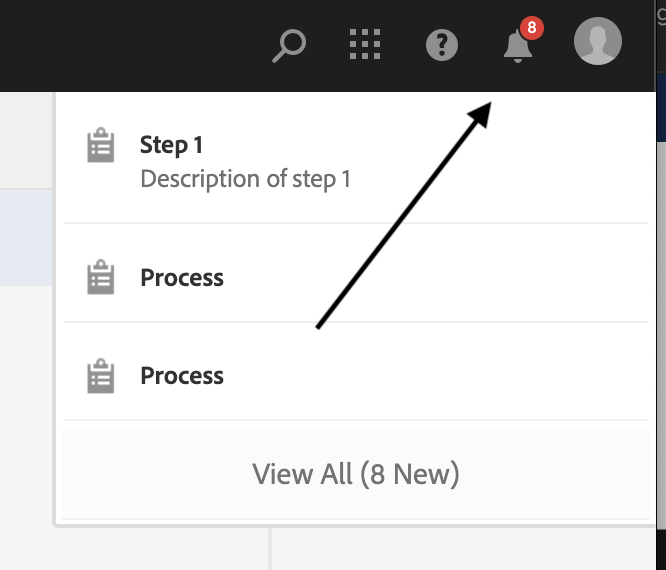 8
Step 1
Description of step 1
Process
Process
View All (8 New)